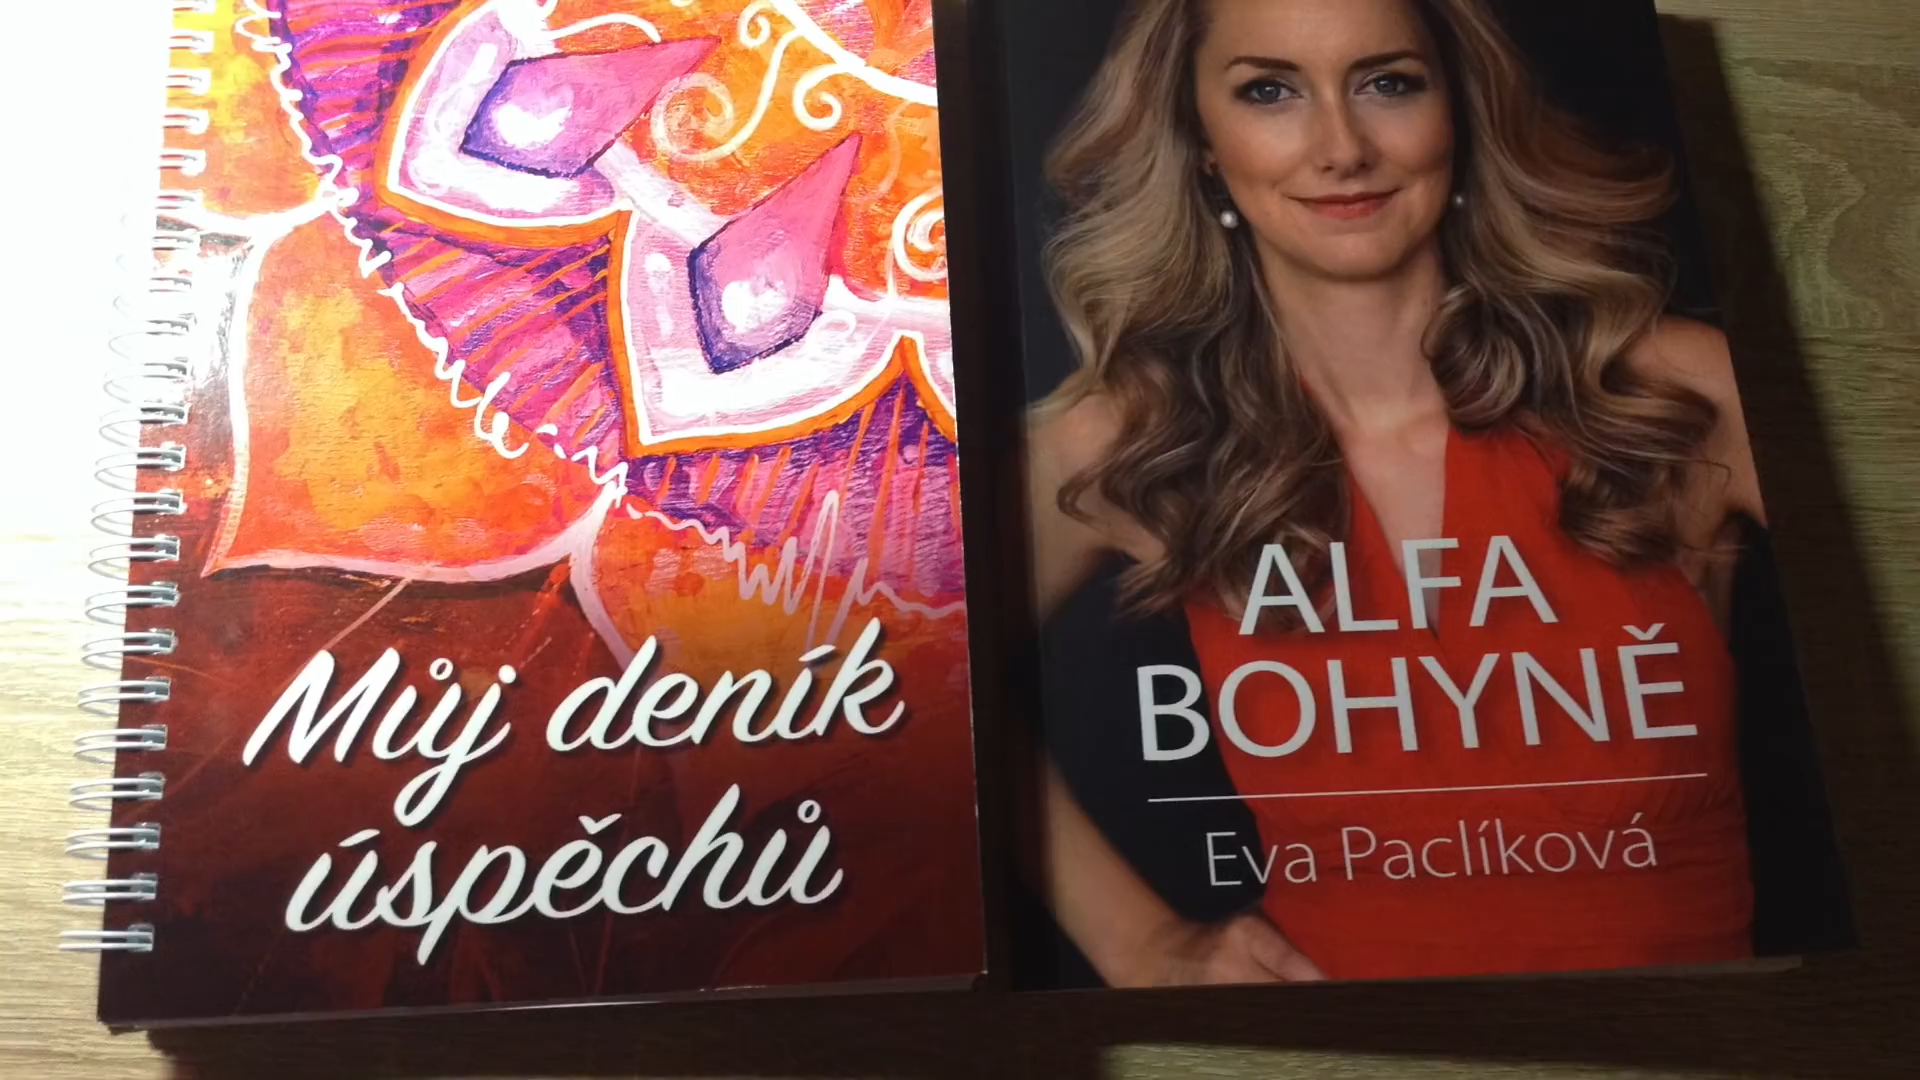 Můj deník
úspěchů
ALFA
BOHYNĚ
Eva Paclíková